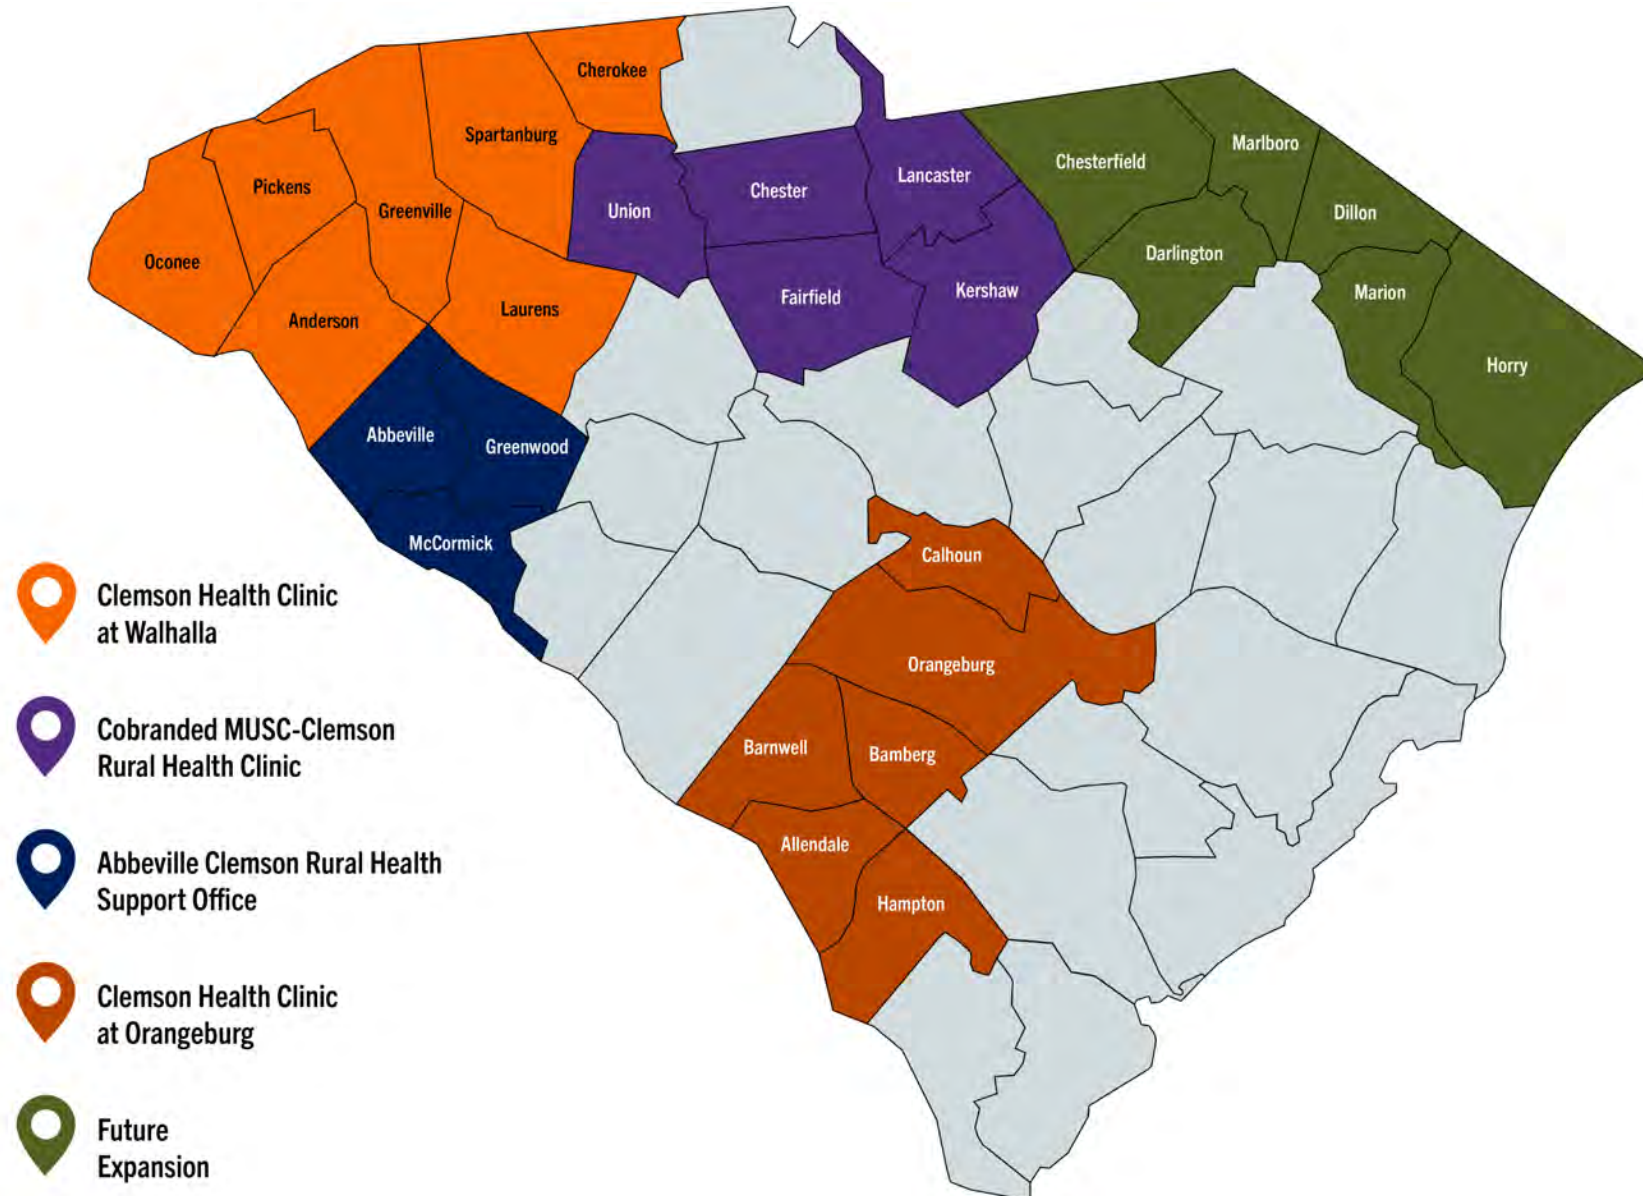 Cherokee
Spartanburg
Marlboro
Chesterfield
Lancaster
Pickens
Chester
Greenville
Union
Dillon
Oconee
Darlington
Kershaw
Marion
Fairfield
Laurens
Anderson
Horry
Abbeville
Greenwood
McCormick
Calhoun
Orangeburg
Barnwell
Bamberg
Allendale
Hampton
Clemson Health Clinic
at Walhalla
Cobranded MUSC-Clemson
Rural Health Clinic
Abbeville Clemson Rural Health
Support Office
Clemson Health Clinic
at Orangeburg
Future
Expansion